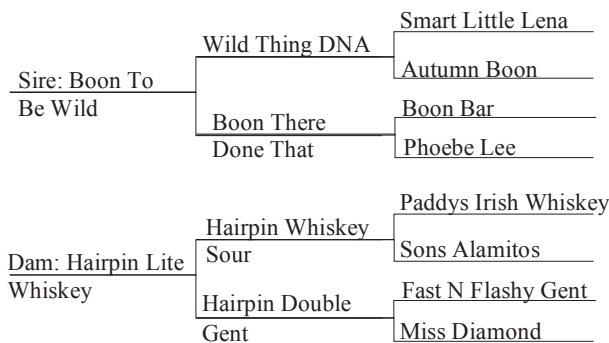 Smart Little Lena
Wild Thing DNA
Autumn Boon
Sire: Boon To
Be Wild
Boon There
Done That
Boon Bar
Phoebe Lee
Paddys Irish Whiskey
Hairpin Whiskey
Sour
Sons Alamitos
Dam: Hairpin Lite
Whiskey
Hairpin Double
Gent
Fast N Flashy Gent
Miss Diamond